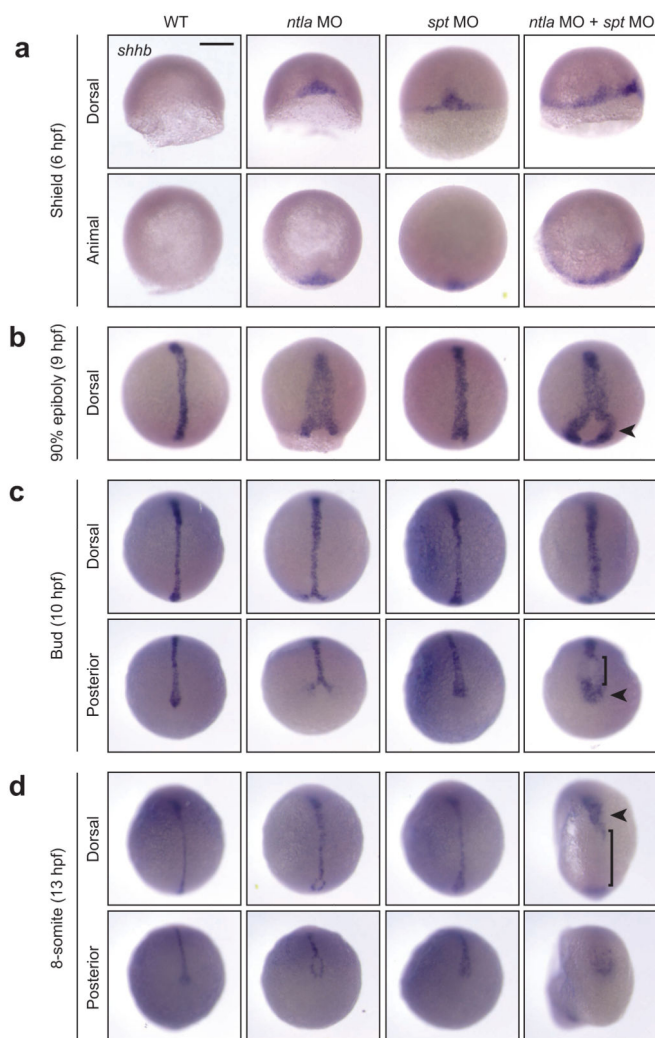 WT ntla MO spt MO ntla MO + spt MO
a
shhb
Shield (6 hpf)
Dorsal
Animal
b
90% epiboly (9 hpf)
Dorsal
c
Bud (10 hpf)
Dorsal
Posterior
d
8-somite (13 hpf)
Dorsal
Posterior